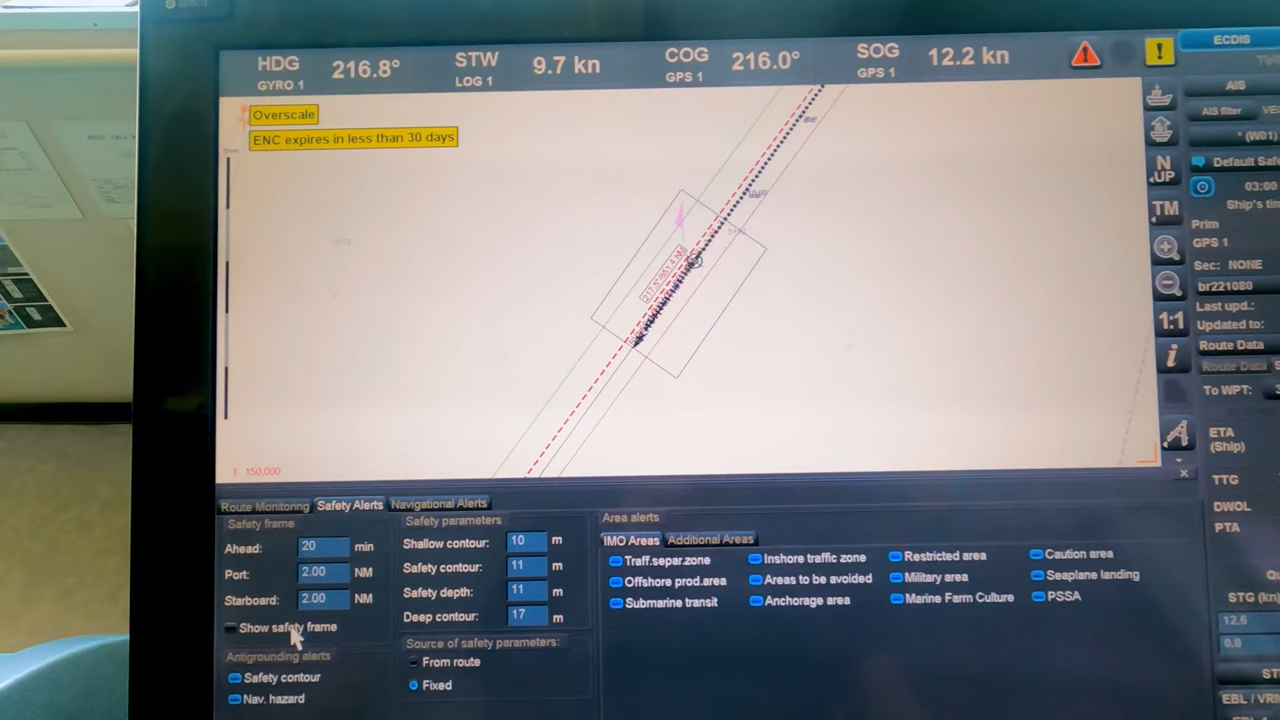 HDG 216.8° STW 9.7 kn COG 216.0° SOG 12.2 kn
GYRO 1 LOG 1 GPS 1 GPS 1
ECDIS
Overscale
ENC expires in less than 30 days
AIS
AIS filter
* (W01)
N
UP
Default Safe
03:00
Ship's tim
TM
Prim
GPS 1
Sec: NONE
br221080
Last upd.:
1:1
Updated to:
Route Data
Route Data
To WPT:
ETA
(Ship)
TTG
DWOL
PTA
1 150,000
Route Monitoring Safety Alerts Navigational Alerts
Safety frame
Ahead: 20 min
Port: 2.00 NM
Starboard: 2.00 NM
Show safety frame
Antigrounding alerts
Safety contour
Nav. hazard
Safety parameters
Shallow contour: 10 m
Safety contour: 11 m
Safety depth: 11 m
Deep contour: 17 m
Source of safety parameters:
From route
Fixed
Area alerts
IMO Areas Additional Areas
Traff.separ.zone Inshore traffic zone Restricted area Caution area
Offshore prod.area Areas to be avoided Military area Seaplane landing
Submarine transit Anchorage area Marine Farm Culture PSSA
STG (kn)
12.6
0.0
EBL / VRM